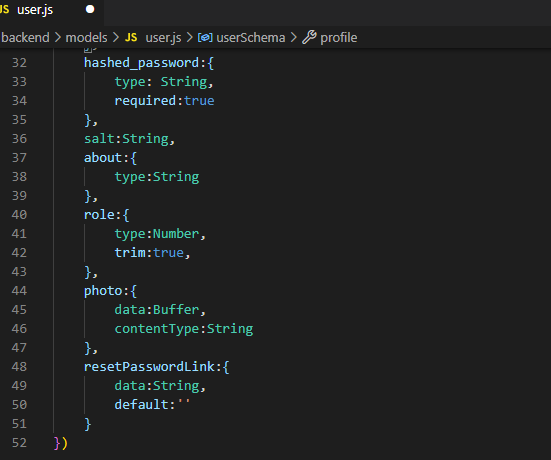 JS user.js
backend > models > JS user.js > userSchema > profile
32 hashed_password:{
33 type: String,
34 required:true
35 },
36 salt:String,
37 about:{
38 type:String
39 },
40 role:{
41 type:Number,
42 trim:true,
43 },
44 photo:{
45 data:Buffer,
46 contentType:String
47 },
48 resetPasswordLink:{
49 data:String,
50 default:''
51 }
52 })